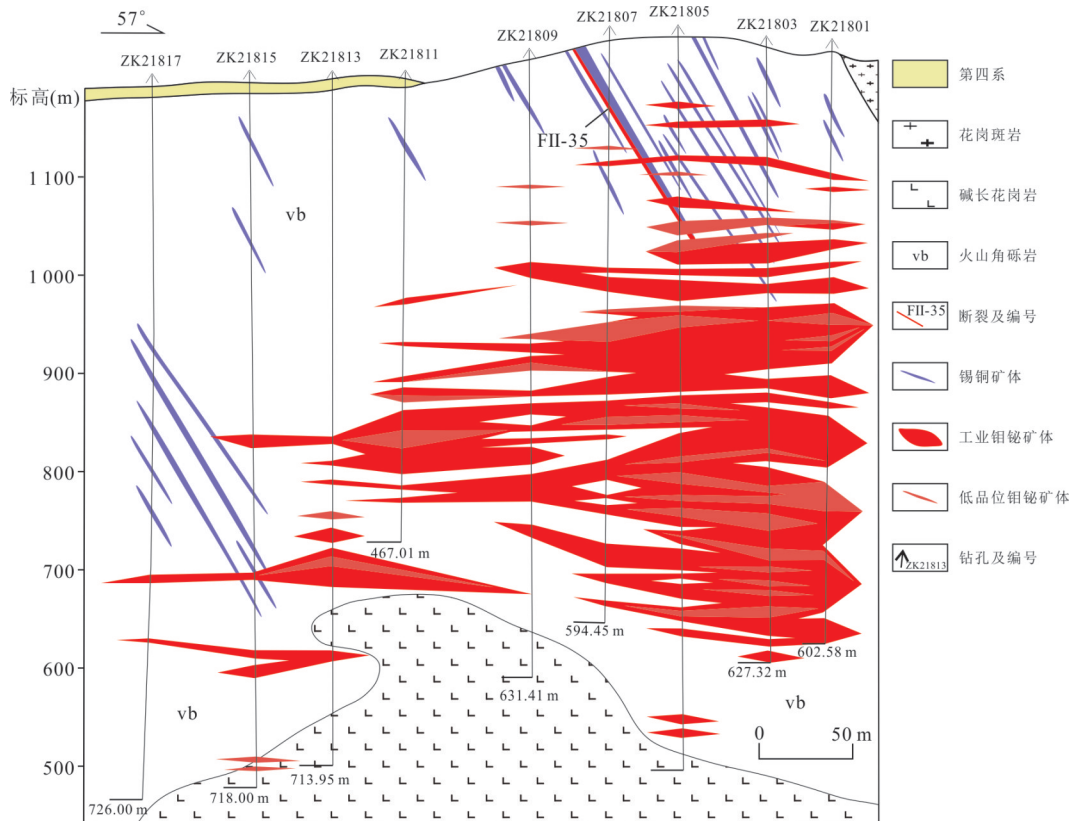 57°
ZK21817
ZK21815
ZK21813
ZK21811
ZK21809
ZK21807
ZK21805
ZK21803
ZK21801
标高(m)
1 100
1 000
900
800
700
600
500
FII-35
vb
vb
vb
467.01 m
594.45 m
602.58 m
627.32 m
631.41 m
713.95 m
718.00 m
726.00 m
0 50 m
第四系
花岗斑岩
碱长花岗岩
vb 火山角砾岩
FII-35 断裂及编号
锡铜矿体
工业钼铋矿体
低品位钼铋矿体
ZK21813 钻孔及编号